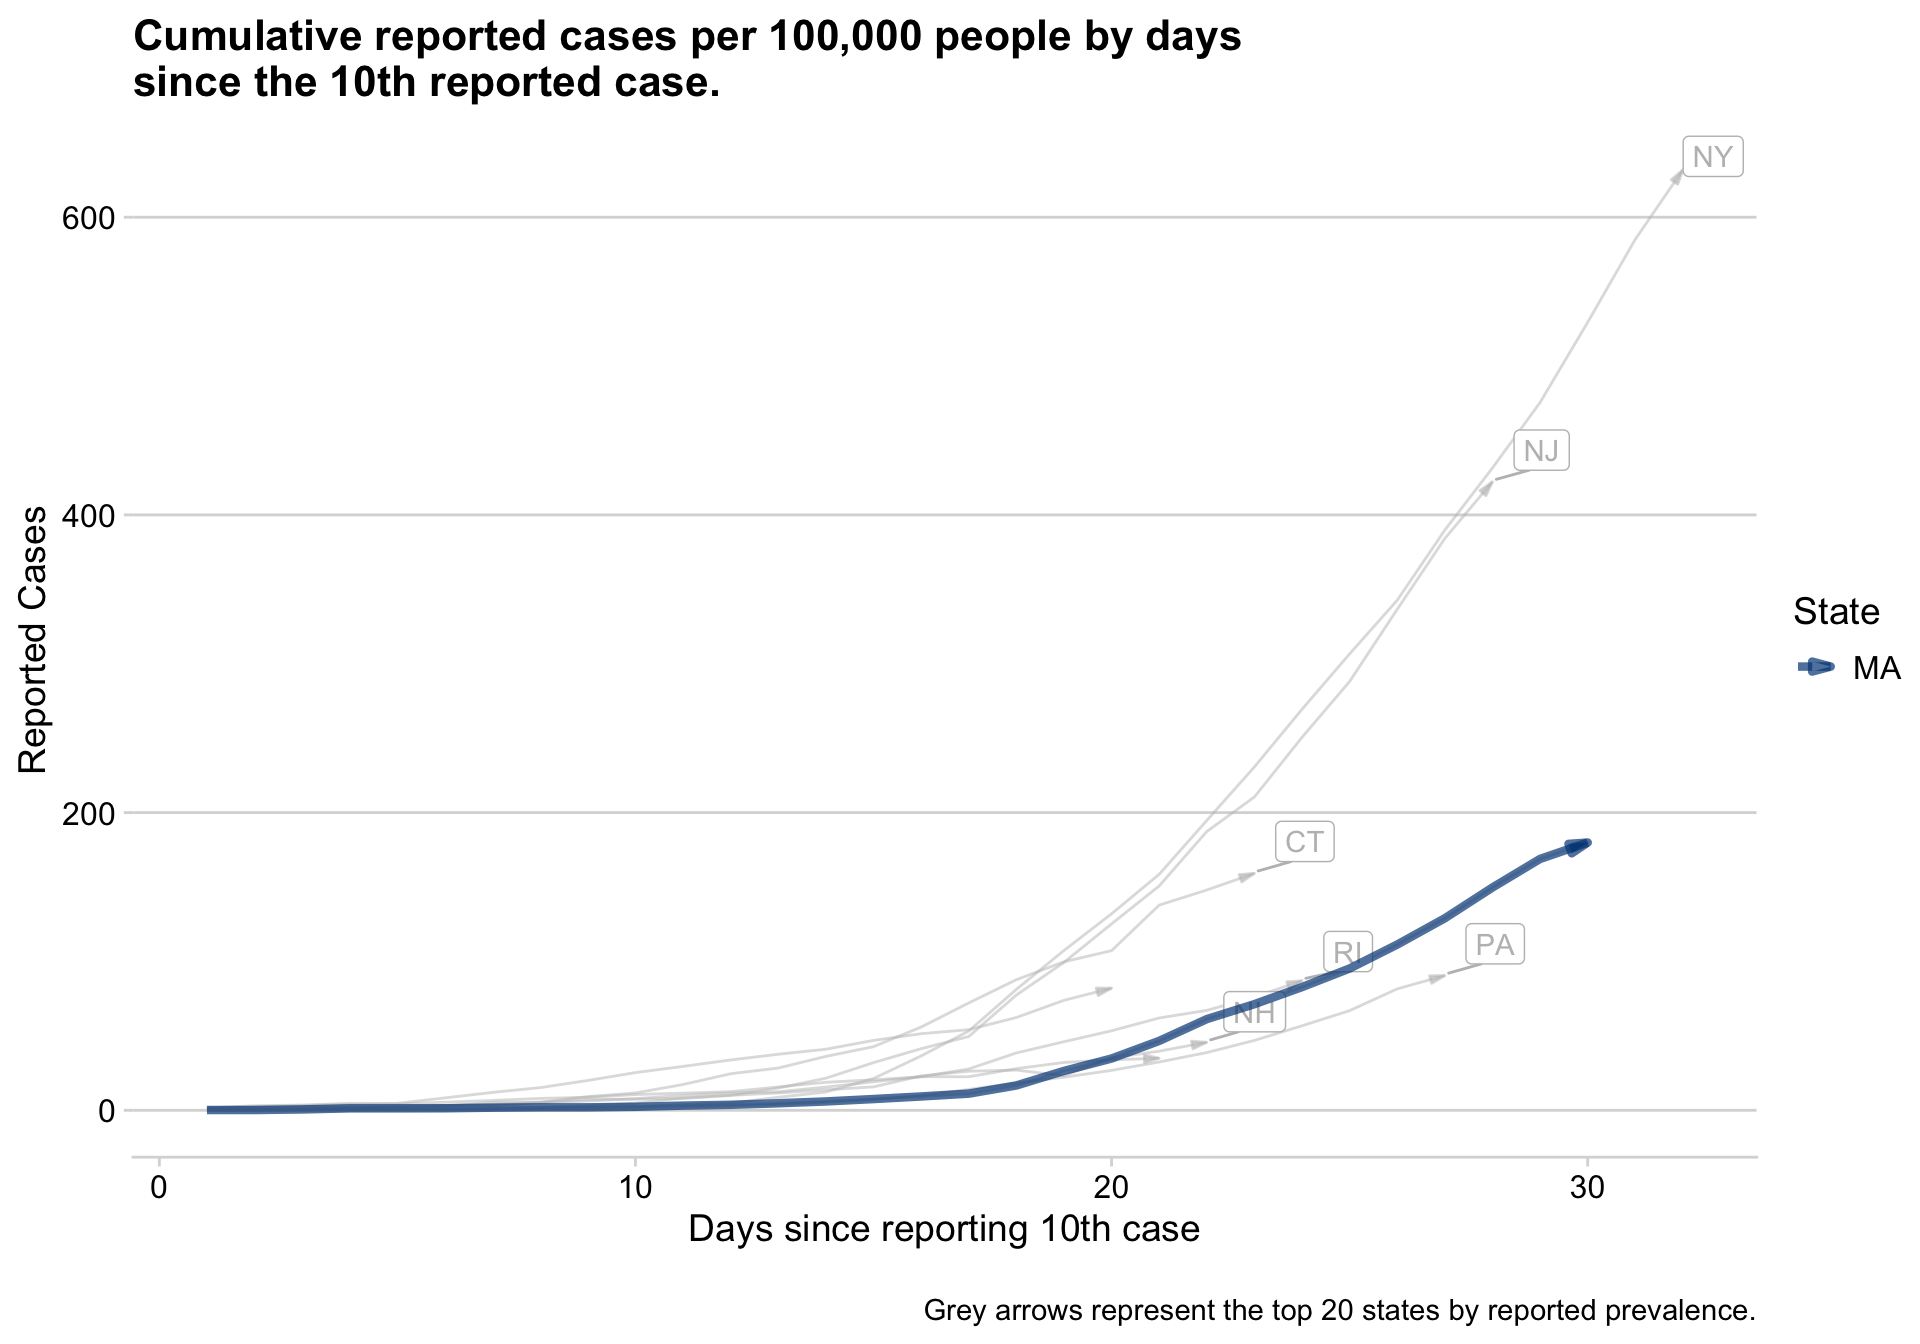 Cumulative reported cases per 100,000 people by days
since the 10th reported case.
NY
600
NJ
400
Reported Cases
State
MA
200
CT
RI
PA
NH
0
0 10 20 30
Days since reporting 10th case
Grey arrows represent the top 20 states by reported prevalence.